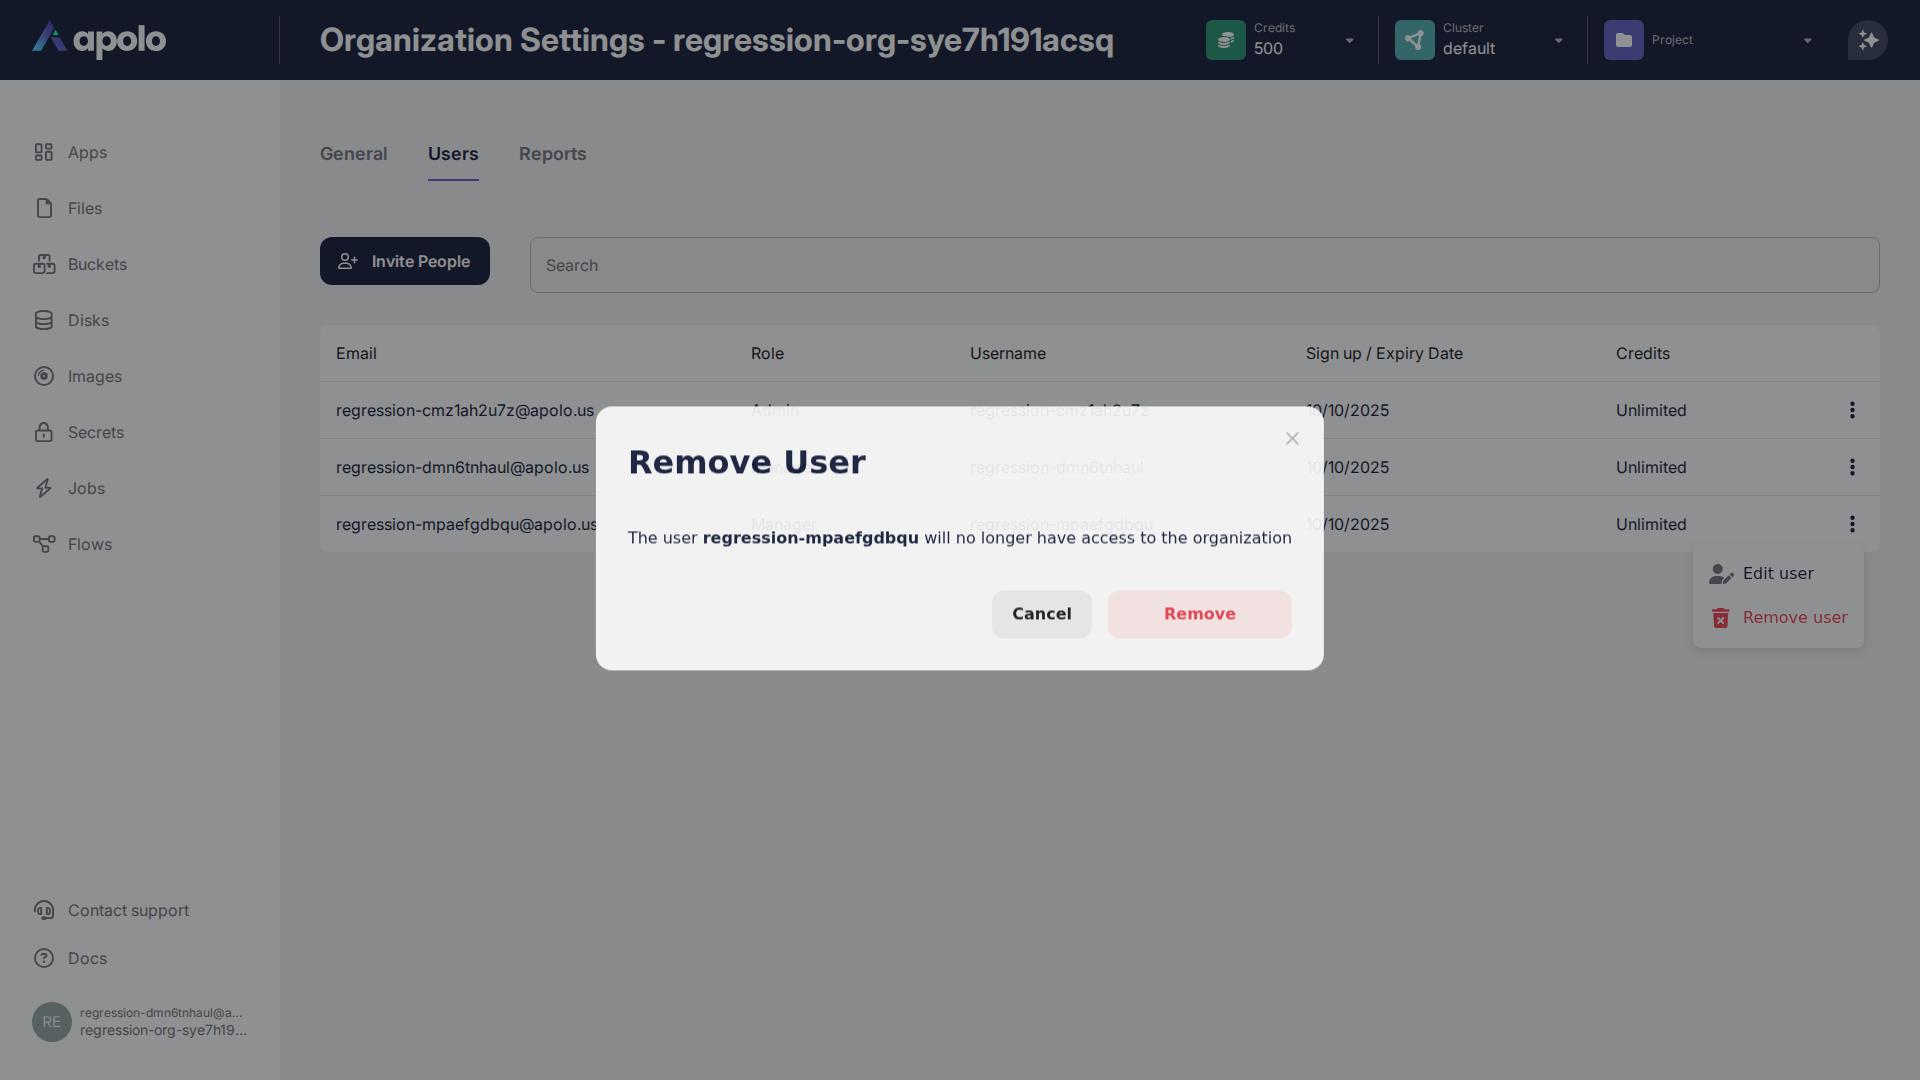 apolo
Organization Settings - regression-org-sye7h191acsq
Credits
500
Cluster
default
Project
Apps
Files
Buckets
Disks
Images
Secrets
Jobs
Flows
General Users Reports
Invite People
Search
Email Role Username Sign up / Expiry Date Credits
regression-cmz1ah2u7z@apolo.us Admin regression-cmz1ah2u7z 10/10/2025 Unlimited
regression-dmn6tnhaul@apolo.us regression-dmn6tnhaul 10/10/2025 Unlimited
regression-mpaefgdbqu@apolo.us Manager regression-mpaefgdbqu 10/10/2025 Unlimited
Remove User
The user regression-mpaefgdbqu will no longer have access to the organization
Cancel
Remove
Edit user
Remove user
Contact support
Docs
RE
regression-dmn6tnhaul@a...
regression-org-sye7h19...